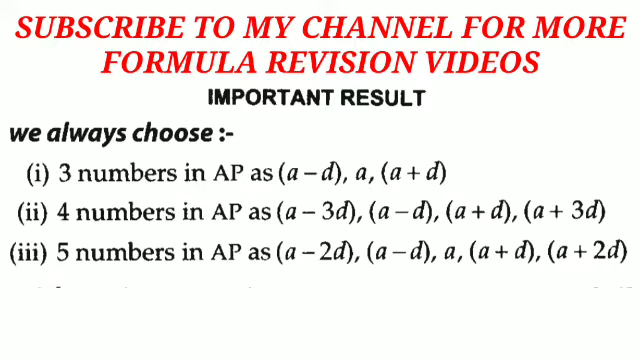 SUBSCRIBE TO MY CHANNEL FOR MORE
FORMULA REVISION VIDEOS
IMPORTANT RESULT
we always choose :-
(i) 3 numbers in AP as (a – d), a, (a + d)
(ii) 4 numbers in AP as (a – 3d), (a – d), (a + d), (a + 3d)
(iii) 5 numbers in AP as (a – 2d), (a – d), a, (a + d), (a + 2d)